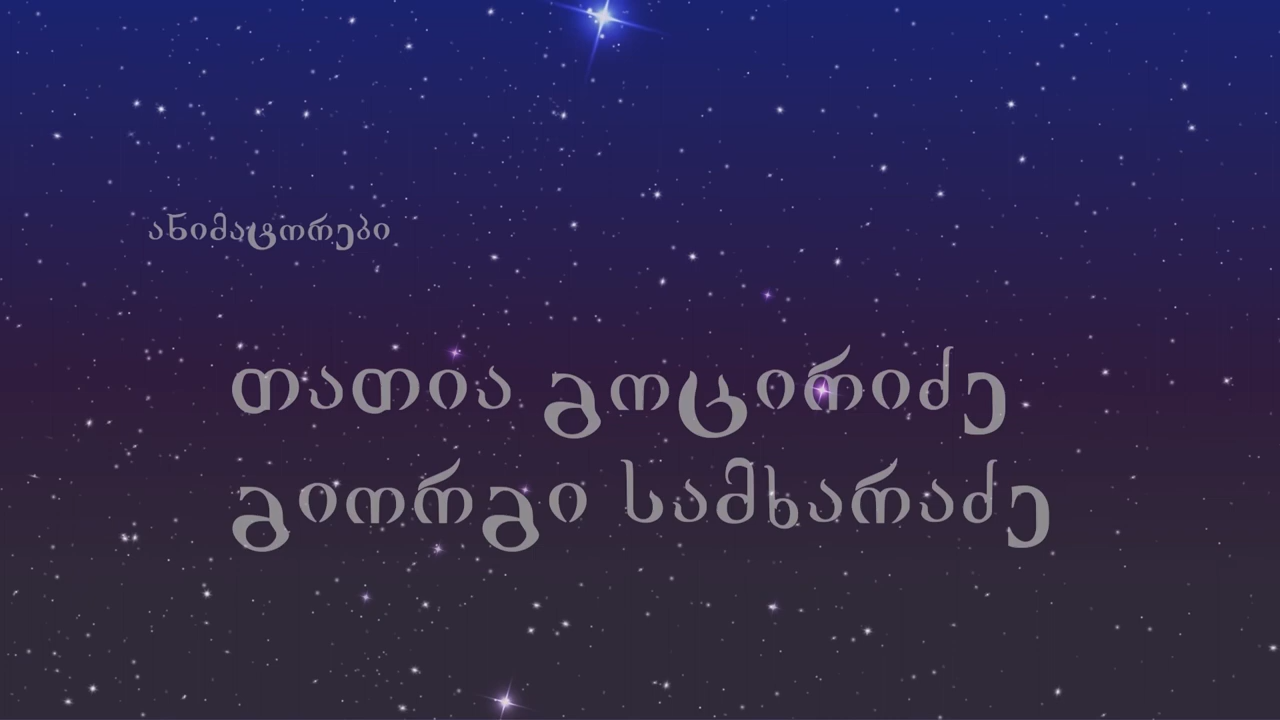 ანიმატორები
თათია გოცირიძე
გიორგი სამხარაძე